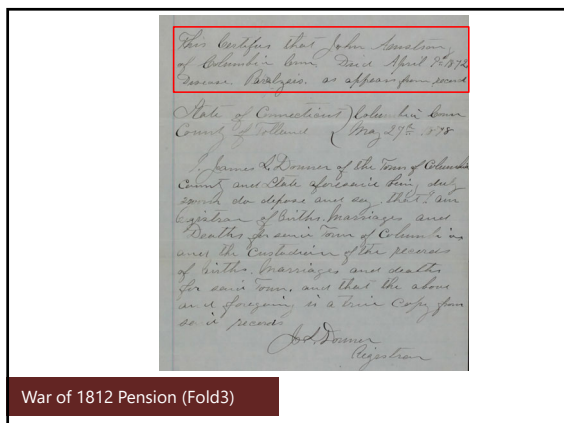 This Certifies that John Armstrong
of Columbia Conn Died April 9th 1872
Disease. Paralysis. as appears from record
State of Connecticut ) Columbia Conn
County of Tolland ( May 27th 1878
I, James L. Downer of the Town of Columbia
County and State aforesaid being duly
sworn do depose and say that I am
Registrar of Births, Marriages and
Deaths for said Town of Columbia
and the Custodian of the records
of Births, Marriages and deaths
for said Town, and that the above
and foregoing is a true Copy from
said records
J. L. Downer
Registrar
War of 1812 Pension (Fold3)